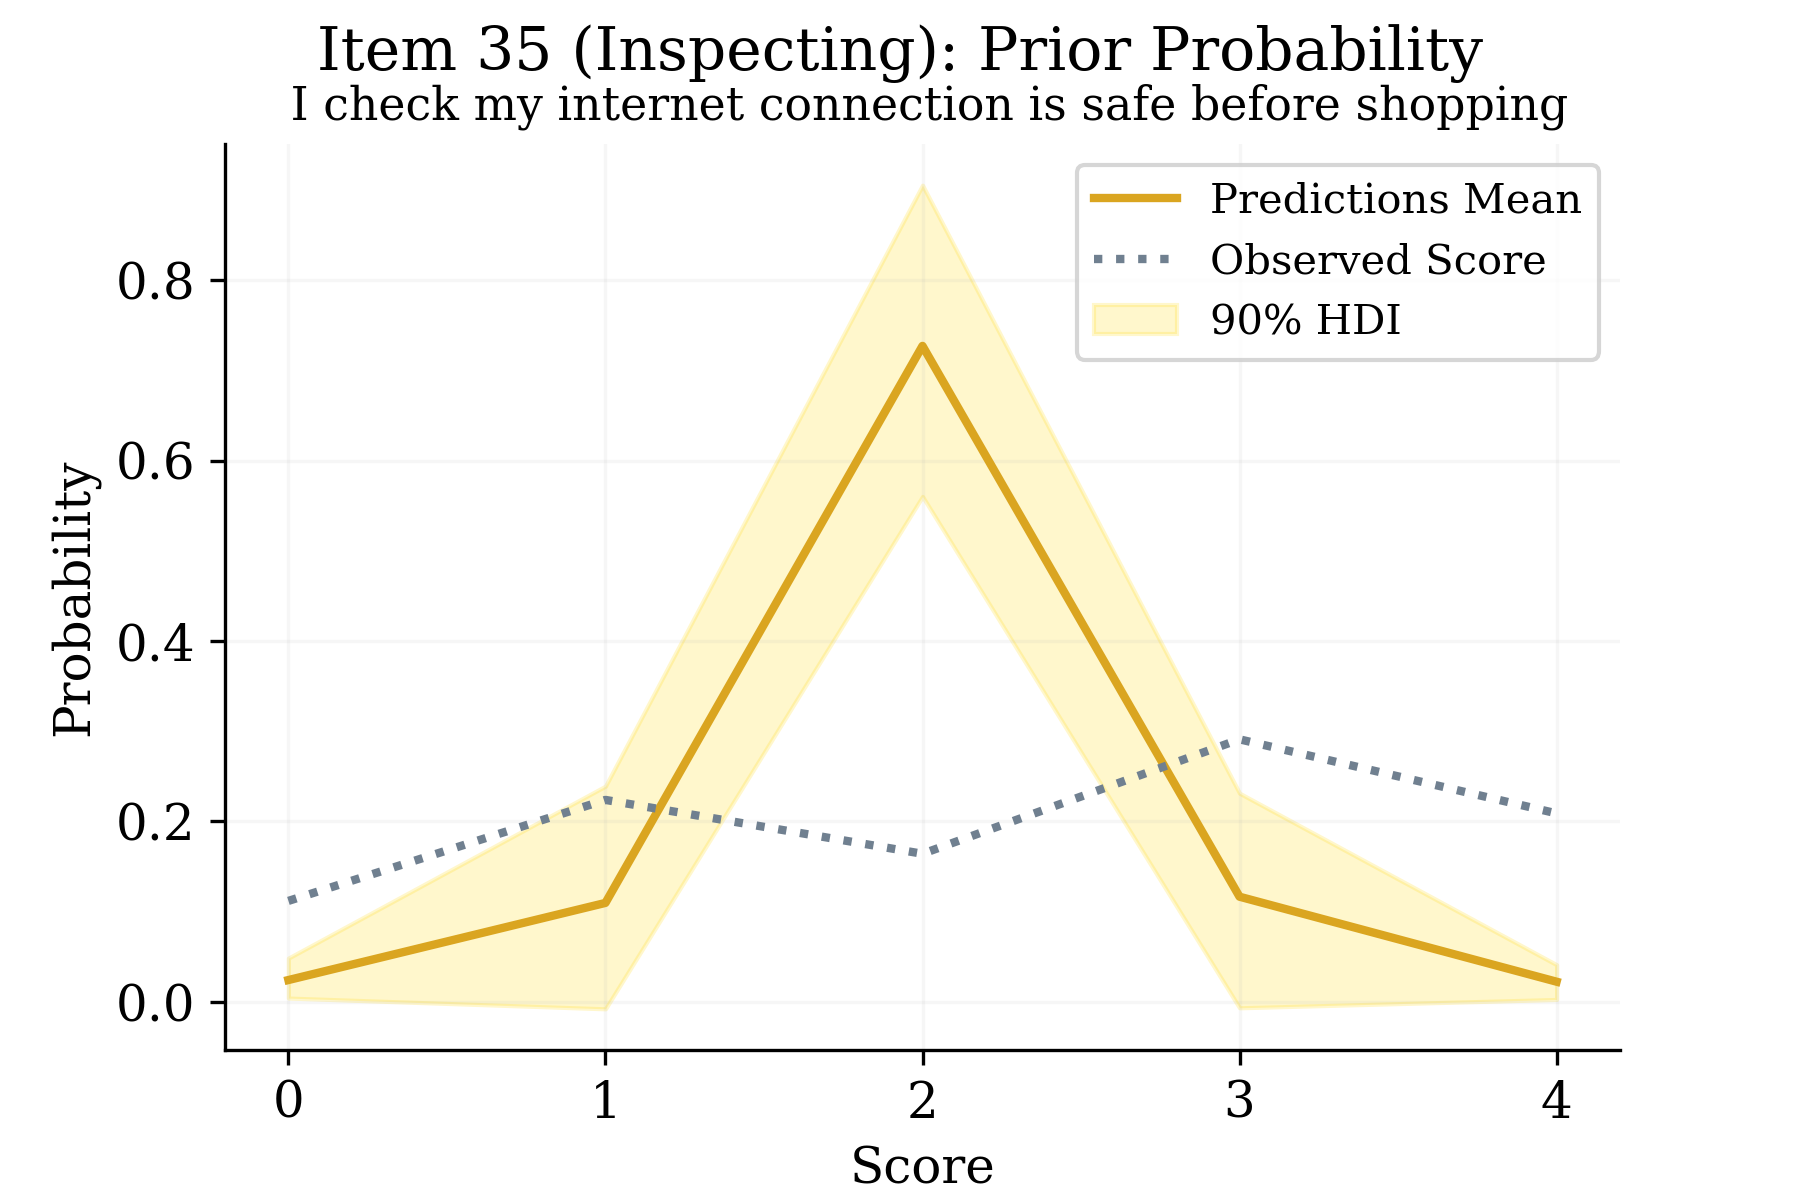 Item 35 (Inspecting): Prior Probability
I check my internet connection is safe before shopping
Predictions Mean
Observed Score
90% HDI
Probability
0.8
0.6
0.4
0.2
0.0
0 1 2 3 4
Score